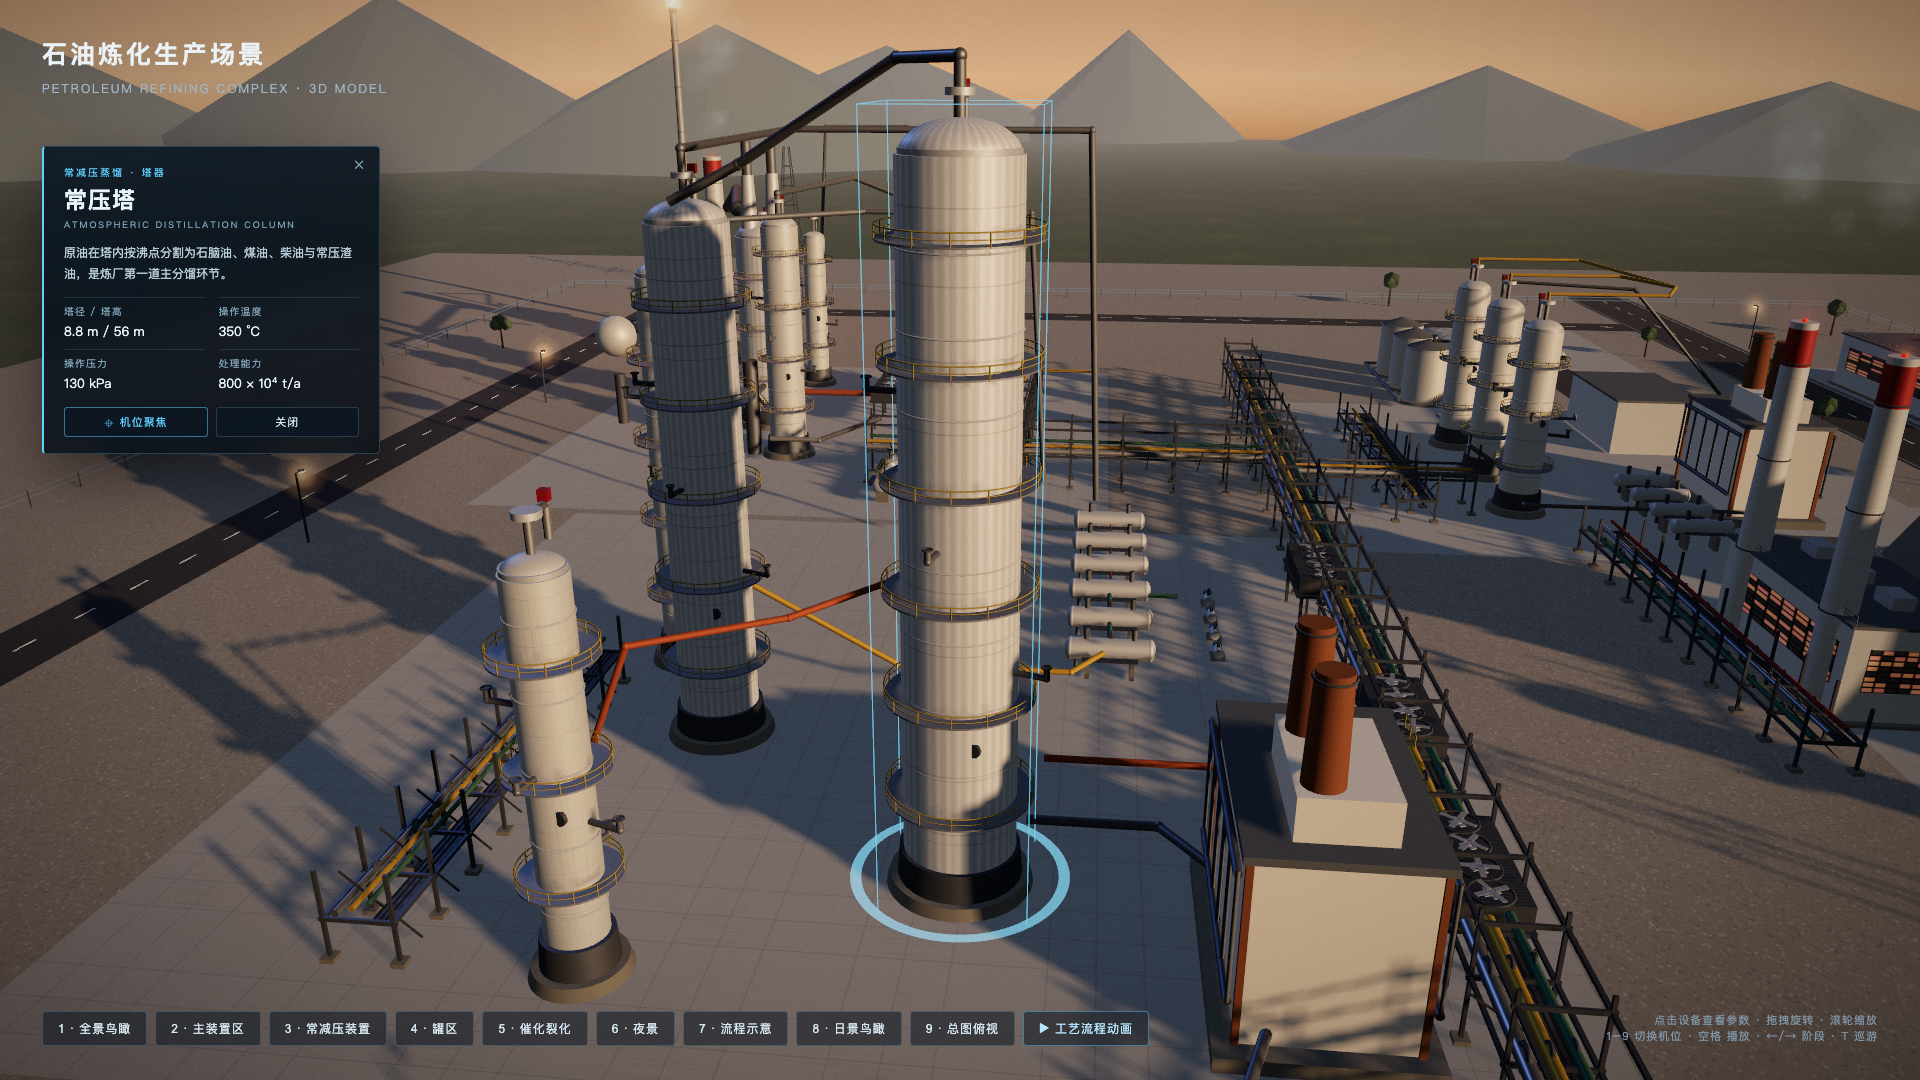 石油炼化生产场景
PETROLEUM REFINING COMPLEX · 3D MODEL
常减压蒸馏 · 塔器
×
常压塔
ATMOSPHERIC DISTILLATION COLUMN
原油在塔内按沸点分割为石脑油、煤油、柴油与常压渣
油，是炼厂第一道主分馏环节。
塔径 / 塔高
8.8 m / 56 m
操作温度
350 °C
操作压力
130 kPa
处理能力
800 × 10⁴ t/a
⌖ 机位聚焦
关闭
1 · 全景鸟瞰
2 · 主装置区
3 · 常减压装置
4 · 罐区
5 · 催化裂化
6 · 夜景
7 · 流程示意
8 · 日景鸟瞰
9 · 总图俯视
▶ 工艺流程动画
点击设备查看参数 · 拖拽旋转 · 滚轮缩放
1–9 切换机位 · 空格 播放 · ←/→ 阶段 · T 巡游